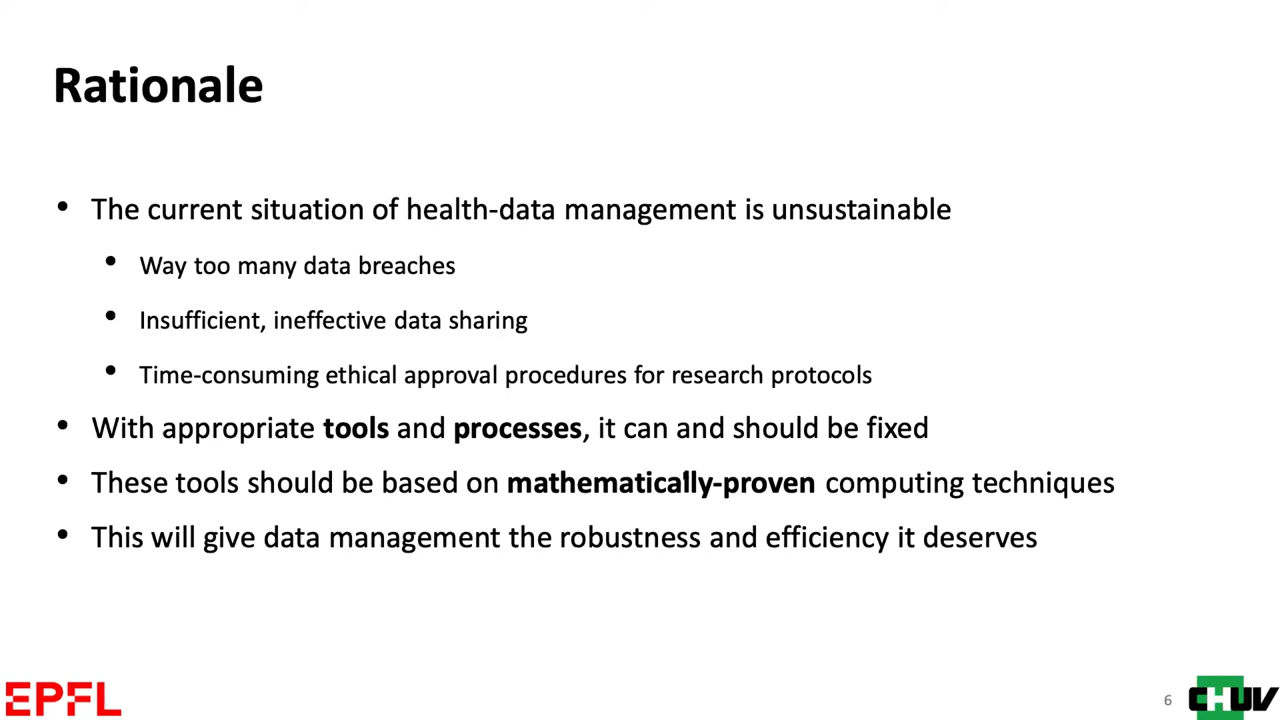 Rationale
• The current situation of health-data management is unsustainable
• Way too many data breaches
• Insufficient, ineffective data sharing
• Time-consuming ethical approval procedures for research protocols
• With appropriate tools and processes, it can and should be fixed
• These tools should be based on mathematically-proven computing techniques
• This will give data management the robustness and efficiency it deserves
EPFL
6
CHUV